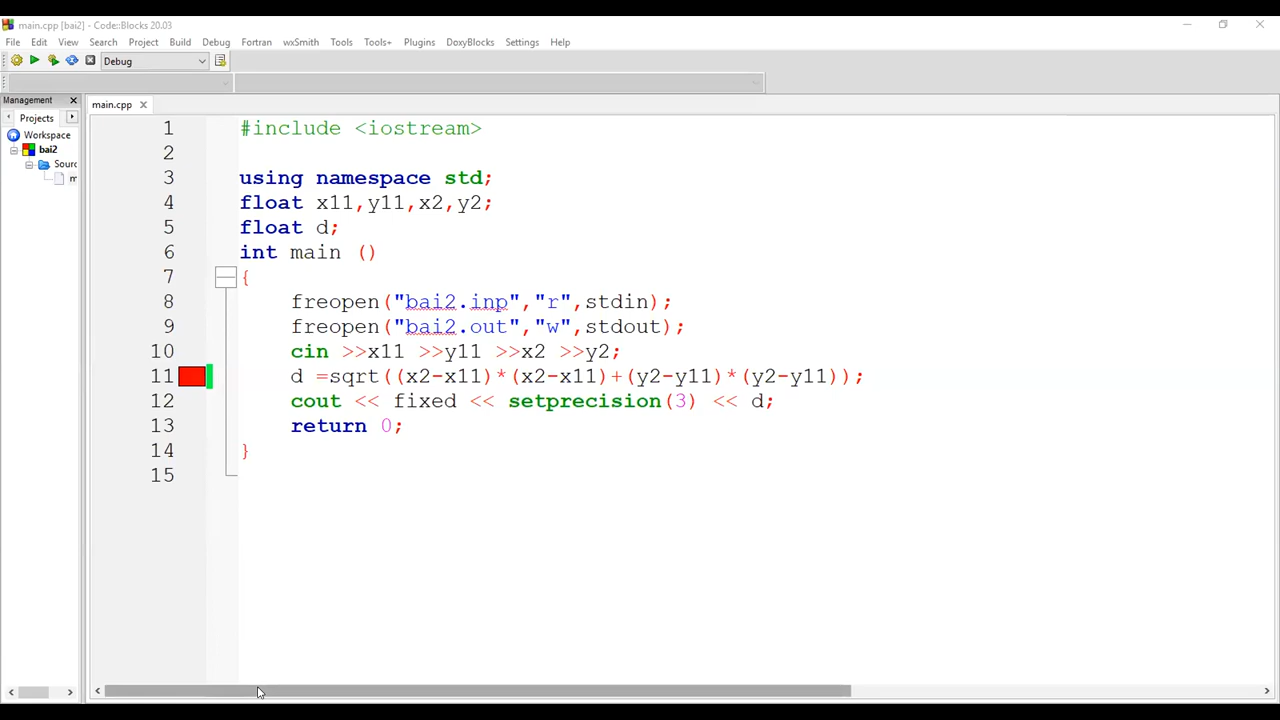 main.cpp [bai2] - Code::Blocks 20.03
File Edit View Search Project Build Debug Fortran wxSmith Tools Tools+ Plugins DoxyBlocks Settings Help
Debug
Management
main.cpp
Projects
Workspace
bai2
Sourc
m
1 #include <iostream>
2
3 using namespace std;
4 float x11,y11,x2,y2;
5 float d;
6 int main ()
7 {
8 freopen("bai2.inp","r",stdin);
9 freopen("bai2.out","w",stdout);
10 cin >>x11 >>y11 >>x2 >>y2;
11 d =sqrt((x2-x11)*(x2-x11)+(y2-y11)*(y2-y11));
12 cout << fixed << setprecision(3) << d;
13 return 0;
14 }
15